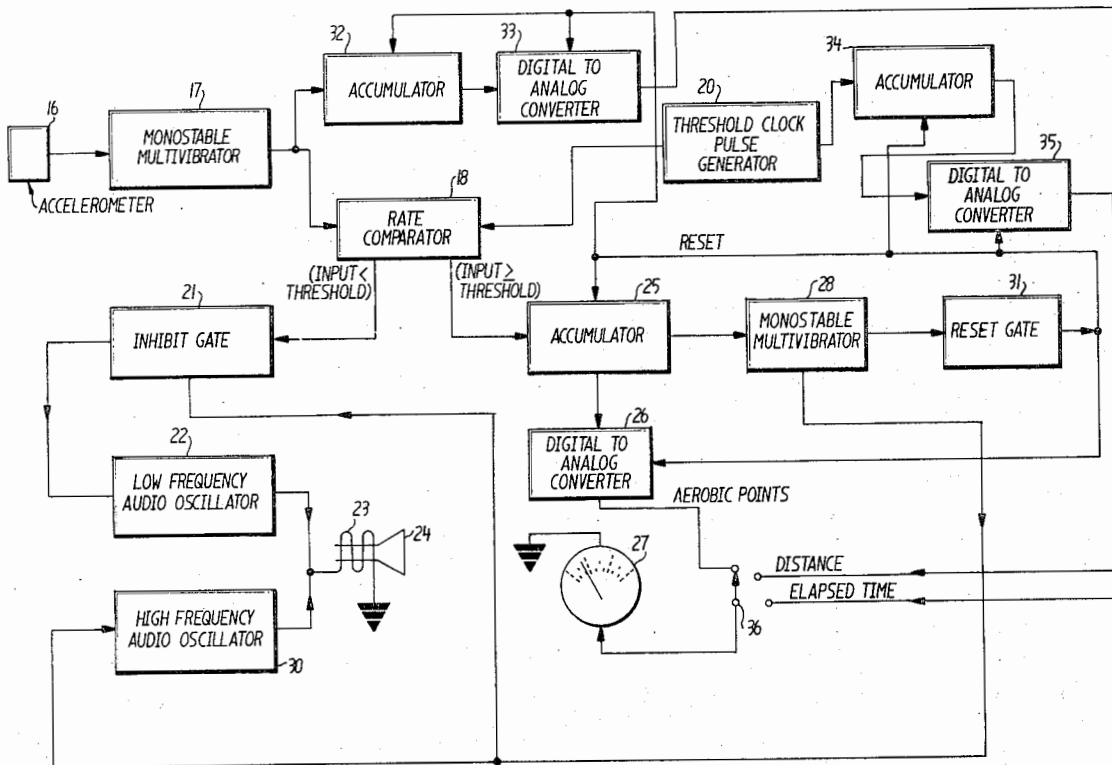 32
ACCUMULATOR
33
DIGITAL TO
ANALOG
CONVERTER
34
ACCUMULATOR
16
ACCELEROMETER
17
MONOSTABLE
MULTIVIBRATOR
20
THRESHOLD CLOCK
PULSE
GENERATOR
35
DIGITAL TO
ANALOG
CONVERTER
18
RATE
COMPARATOR
(INPUT <
THRESHOLD)
(INPUT ≥
THRESHOLD)
RESET
21
INHIBIT GATE
25
ACCUMULATOR
28
MONOSTABLE
MULTIVIBRATOR
31
RESET GATE
26
DIGITAL TO
ANALOG
CONVERTER
AEROBIC POINTS
22
LOW FREQUENCY
AUDIO OSCILLATOR
23
24
27
DISTANCE
ELAPSED TIME
36
HIGH FREQUENCY
AUDIO OSCILLATOR
30